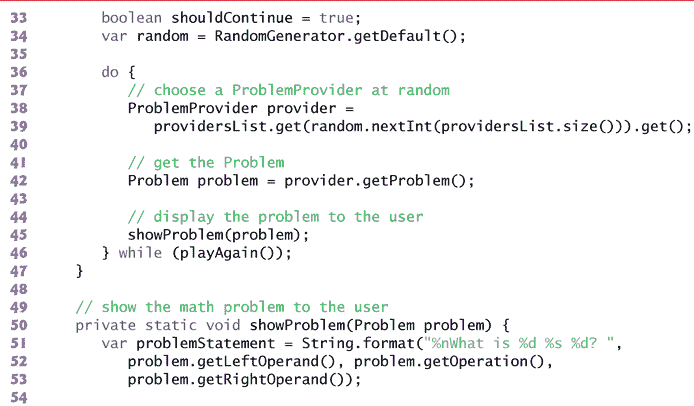 33 boolean shouldContinue = true;
34 var random = RandomGenerator.getDefault();
35
36 do {
37 // choose a ProblemProvider at random
38 ProblemProvider provider =
39 providersList.get(random.nextInt(providersList.size())).get();
40
41 // get the Problem
42 Problem problem = provider.getProblem();
43
44 // display the problem to the user
45 showProblem(problem);
46 } while (playAgain());
47 }
48
49 // show the math problem to the user
50 private static void showProblem(Problem problem) {
51 var problemStatement = String.format("%nWhat is %d %s %d? ",
52 problem.getLeftOperand(), problem.getOperation(),
53 problem.getRightOperand());
54